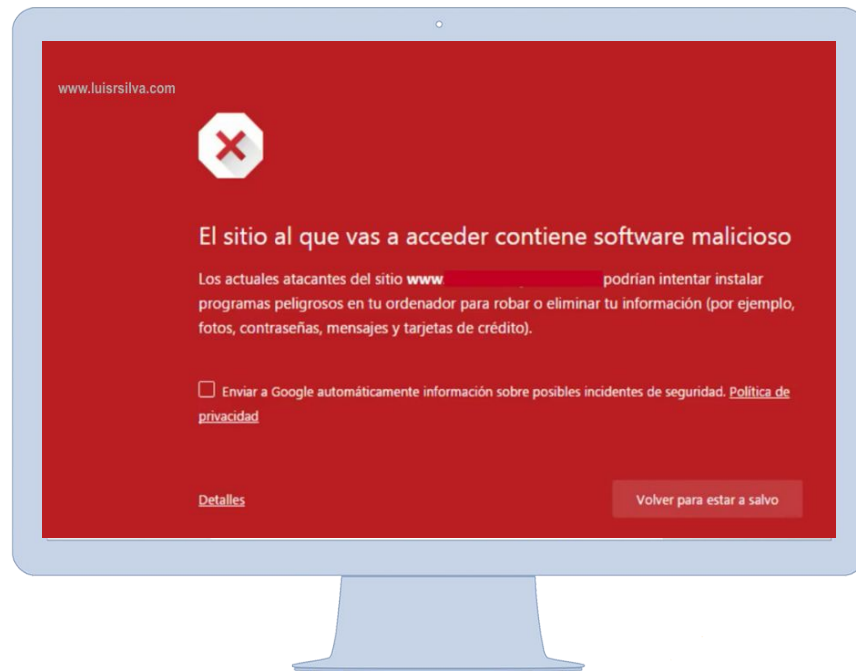 www.luisrsilva.com
El sitio al que vas a acceder contiene software malicioso
Los actuales atacantes del sitio www podrían intentar instalar
programas peligrosos en tu ordenador para robar o eliminar tu información (por ejemplo,
fotos, contraseñas, mensajes y tarjetas de crédito).
Enviar a Google automáticamente información sobre posibles incidentes de seguridad. Política de
privacidad
Detalles
Volver para estar a salvo